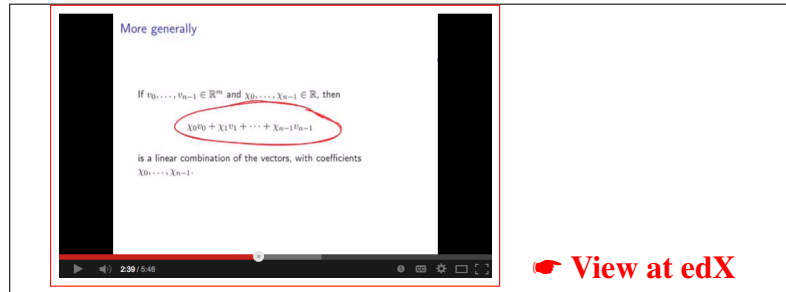 More generally
If v₀, . . . , vₙ₋₁ ∈ ℝᵐ and χ₀, . . . , χₙ₋₁ ∈ ℝ, then
χ₀v₀ + χ₁v₁ + · · · + χₙ₋₁vₙ₋₁
is a linear combination of the vectors, with coefficients
χ₀, . . . , χₙ₋₁.
2:39 / 5:46
☛ View at edX